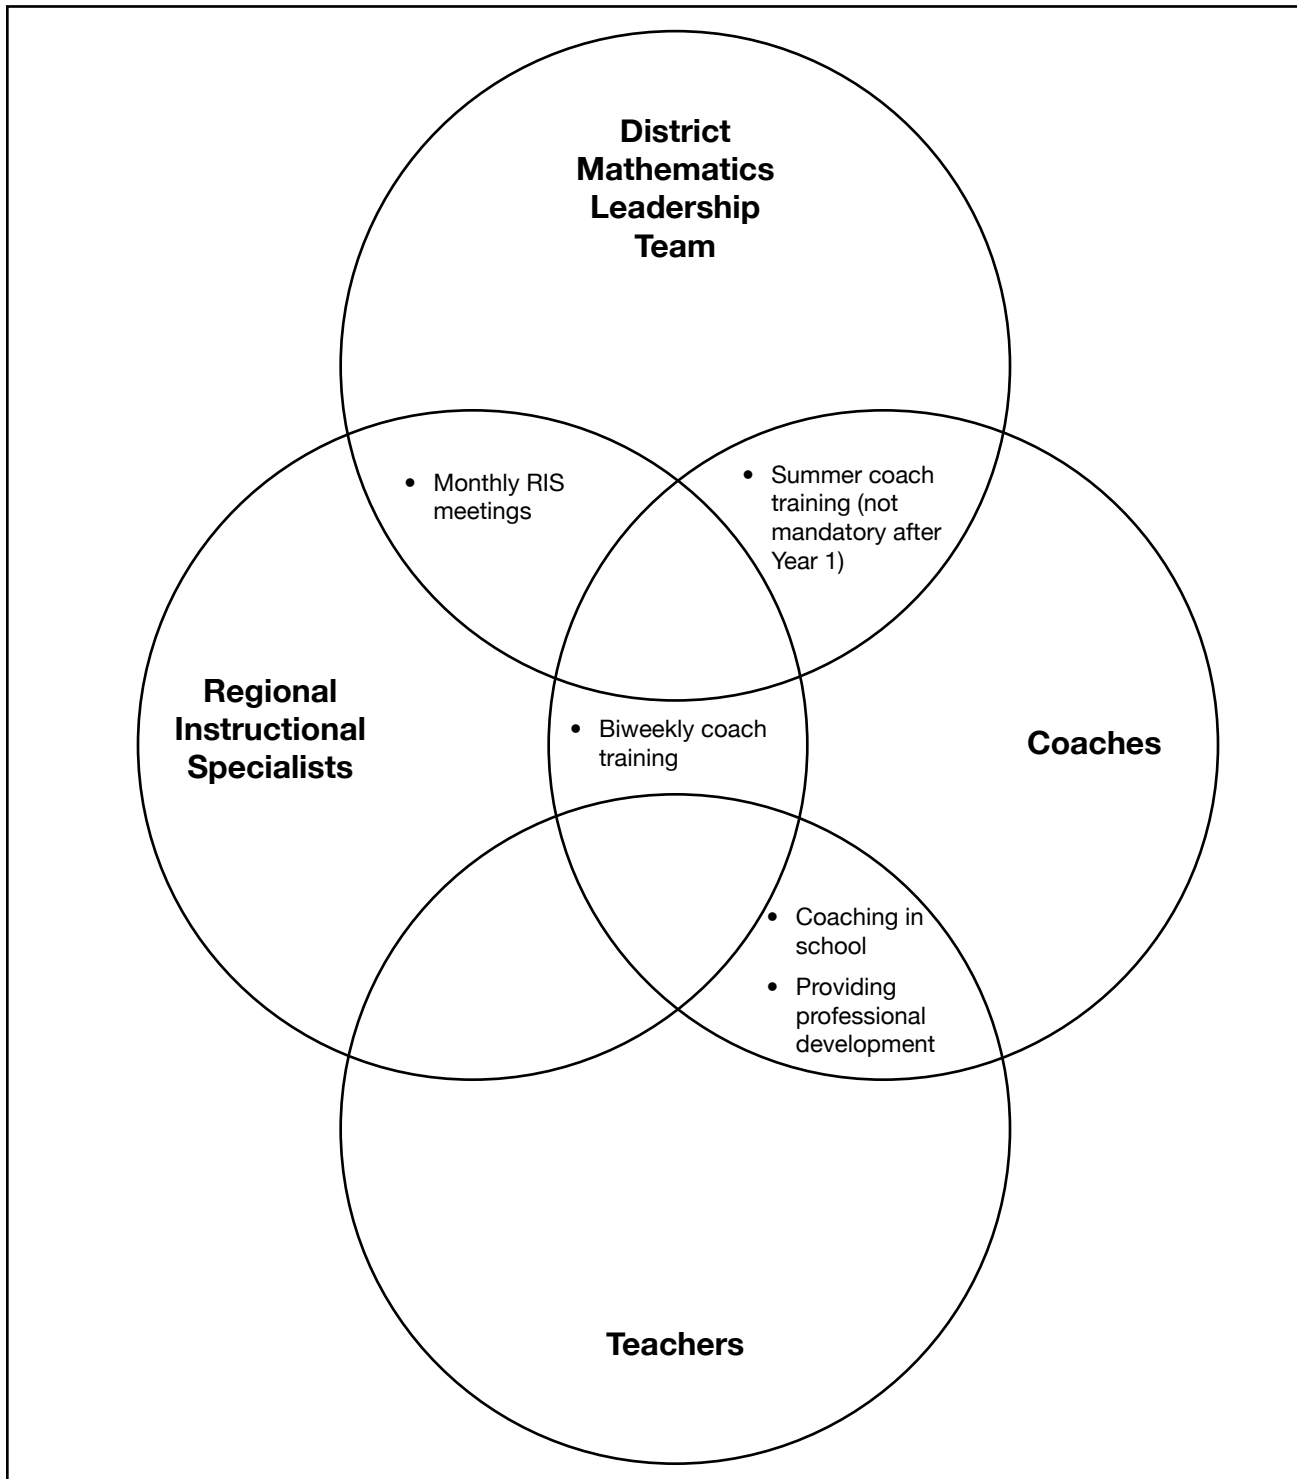 District
Mathematics
Leadership
Team
• Monthly RIS
meetings
• Summer coach
training (not
mandatory after
Year 1)
Regional
Instructional
Specialists
• Biweekly coach
training
Coaches
• Coaching in
school
• Providing
professional
development
Teachers